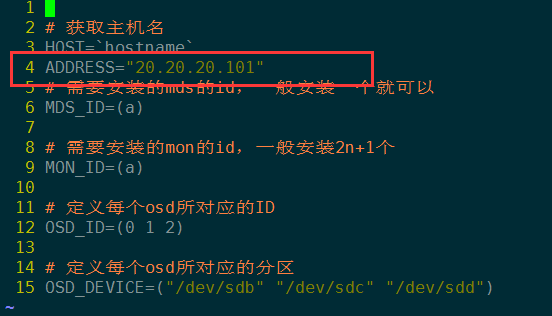 1
2 # 获取主机名
3 HOST=`hostname`
4 ADDRESS="20.20.20.101"
5 # 需要安装的mds的id， 般安装 个就可以
6 MDS_ID=(a)
7
8 # 需要安装的mon的id，一般安装2n+1个
9 MON_ID=(a)
10
11 # 定义每个osd所对应的ID
12 OSD_ID=(0 1 2)
13
14 # 定义每个osd所对应的分区
15 OSD_DEVICE=("/dev/sdb" "/dev/sdc" "/dev/sdd")
~